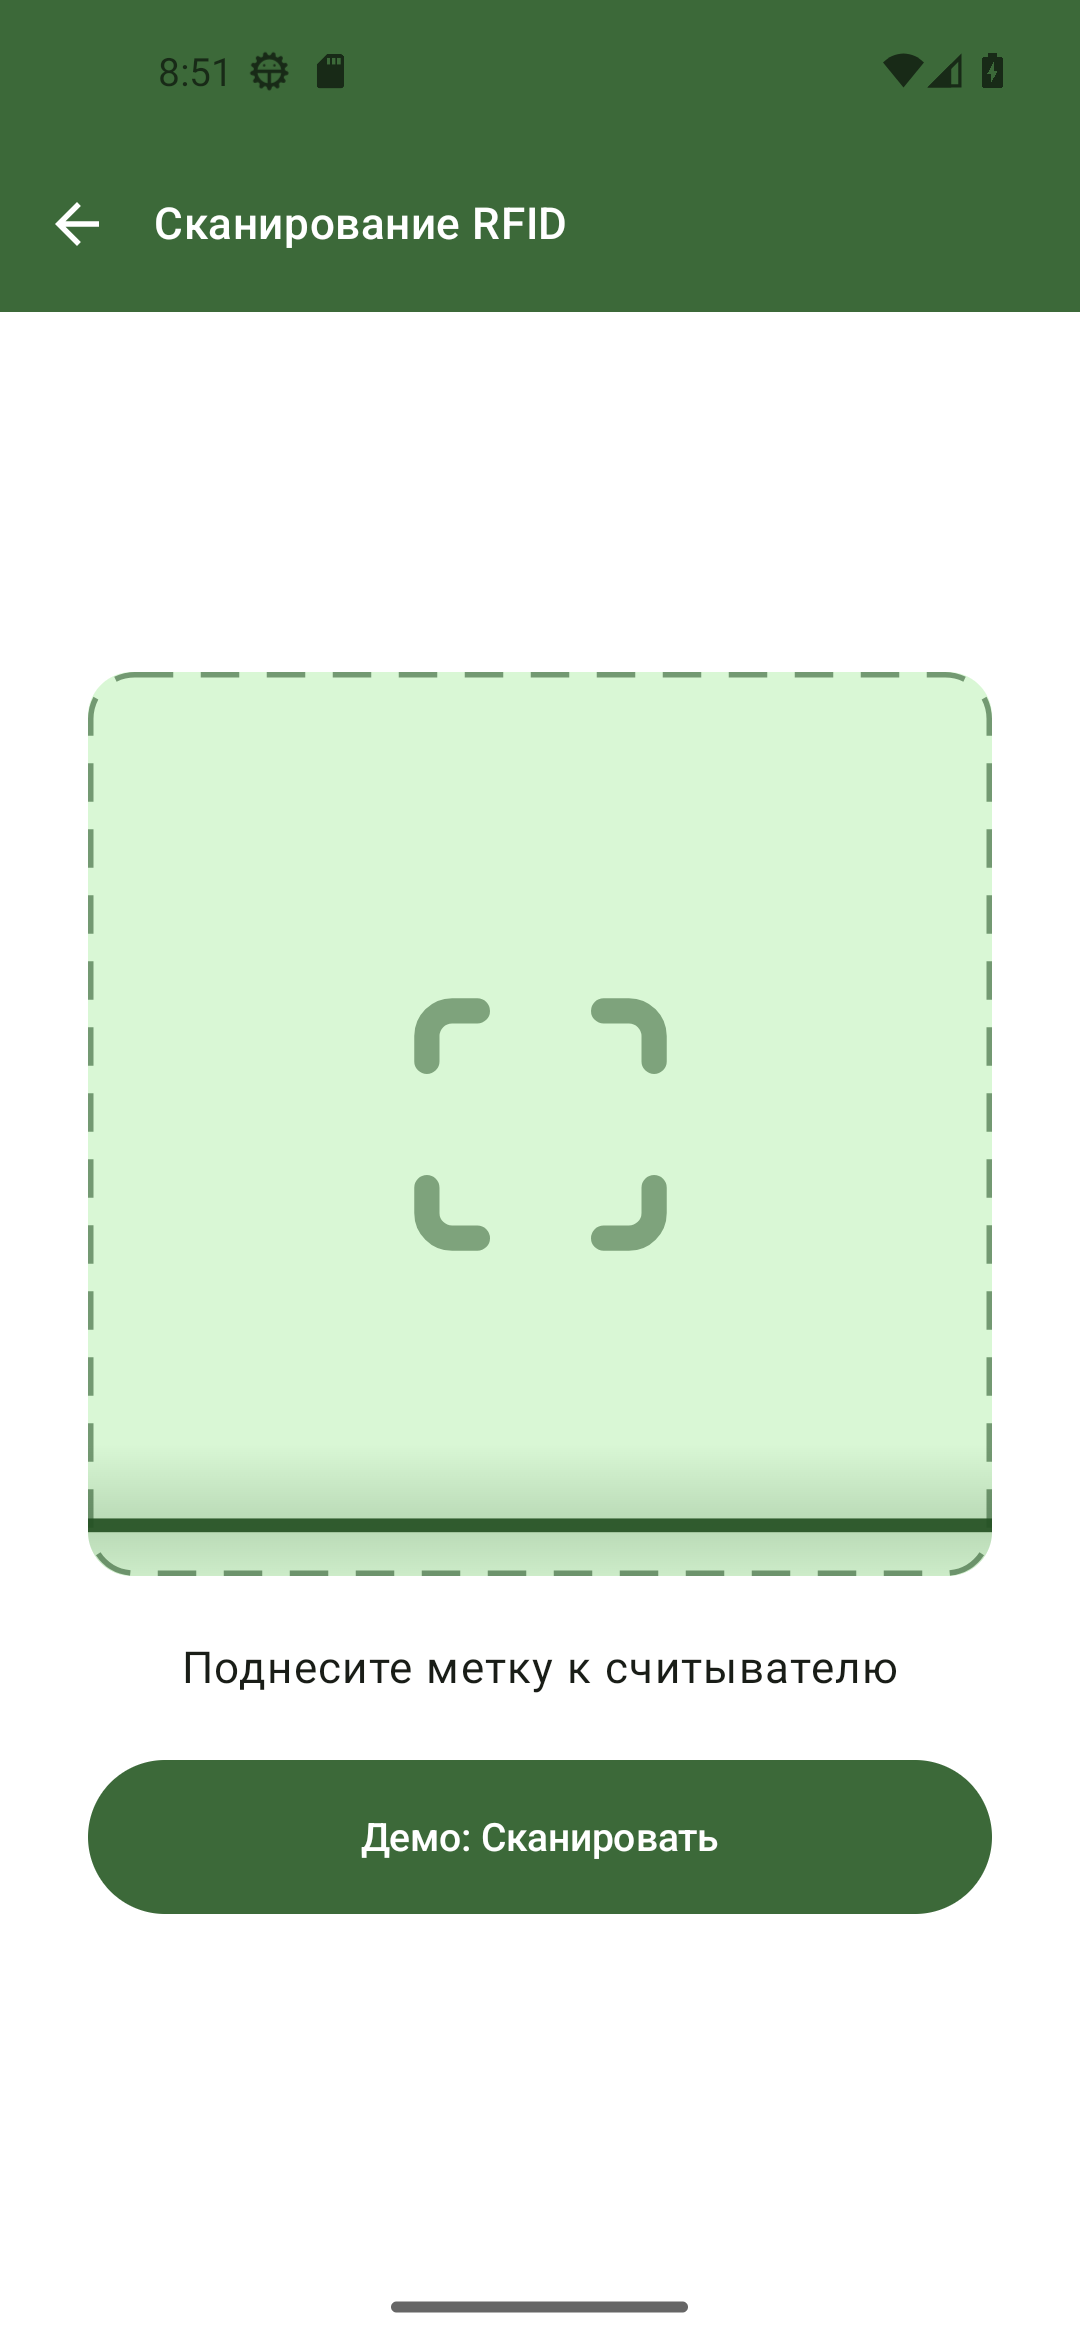 8:51
Сканирование RFID
Поднесите метку к считывателю
Демо: Сканировать